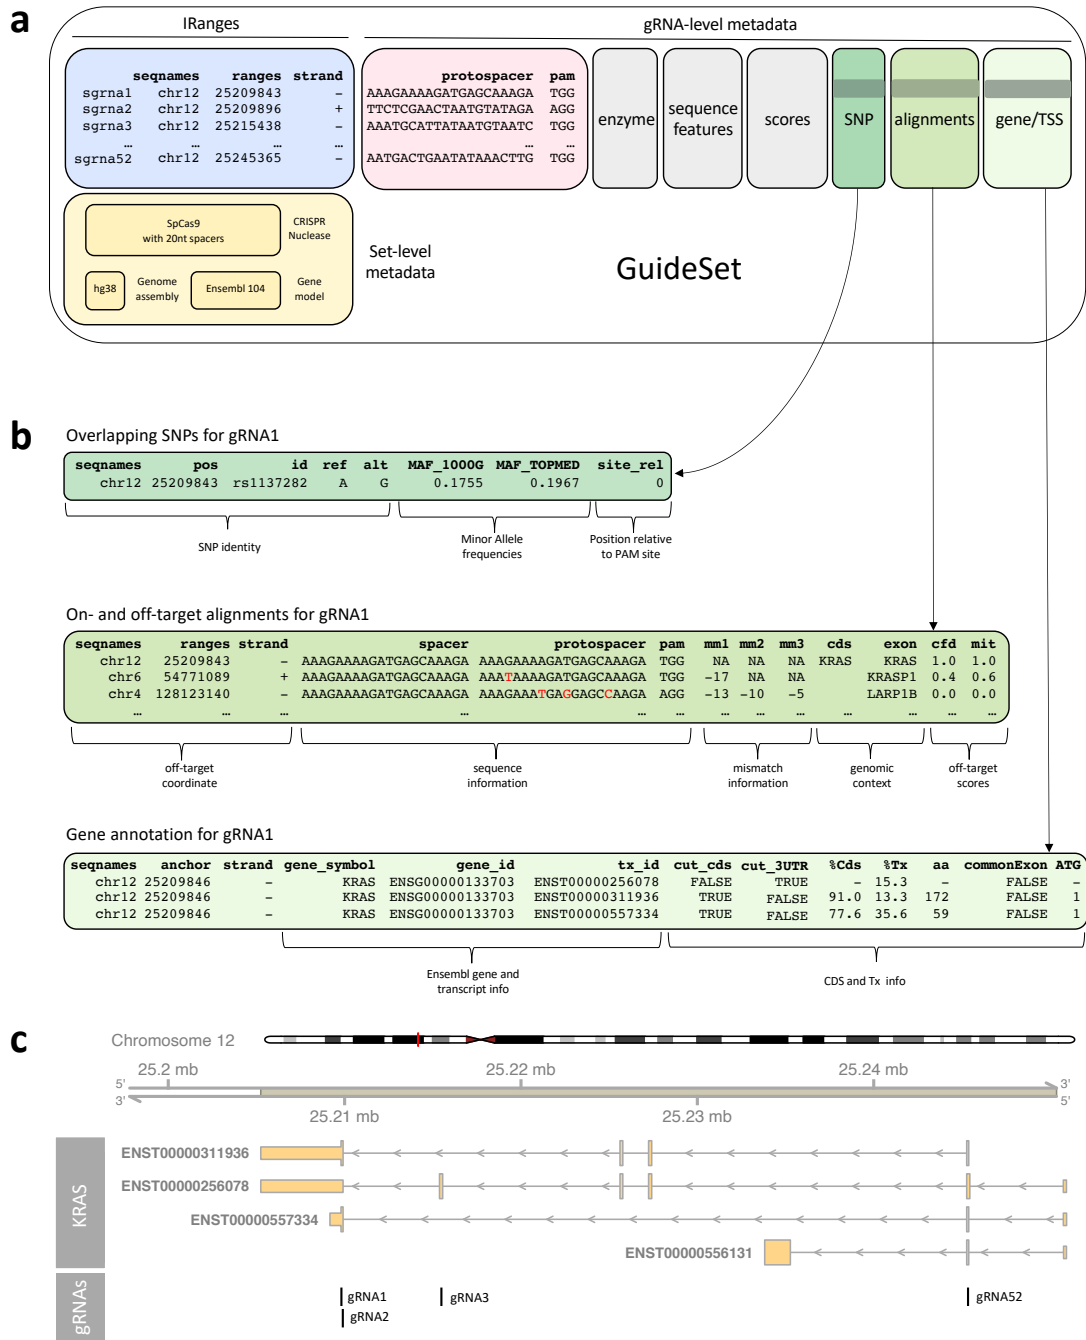 a
IRanges
gRNA-level metadata
seqnames ranges strand
sgrna1 chr12 25209843 -
sgrna2 chr12 25209896 +
sgrna3 chr12 25215438 -
… … … …
sgrna52 chr12 25245365 -
protospacer pam
AAAGAAAAGATGAGCAAAGA TGG
TTCTCGAACTAATGTATAGA AGG
AAATGCATTATAATGTAATC TGG
… …
AATGACTGAATATAAACTTG TGG
enzyme
sequence
features
scores
SNP
alignments
gene/TSS
SpCas9
with 20nt spacers
CRISPR
Nuclease
hg38
Genome
assembly
Ensembl 104
Gene
model
Set-level
metadata
GuideSet
b
Overlapping SNPs for gRNA1
seqnames pos id ref alt MAF_1000G MAF_TOPMED site_rel
chr12 25209843 rs1137282 A G 0.1755 0.1967 0
SNP identity
Minor Allele
frequencies
Position relative
to PAM site
On- and off-target alignments for gRNA1
seqnames ranges strand spacer protospacer pam mm1 mm2 mm3 cds exon cfd mit
chr12 25209843 - AAAGAAAAGATGAGCAAAGA AAAGAAAAGATGAGCAAAGA TGG NA NA NA KRAS KRAS 1.0 1.0
chr6 54771089 + AAAGAAAAGATGAGCAAAGA AAATAAAAGATGAGCAAAGA TGG -17 NA NA KRASP1 0.4 0.6
chr4 128123140 - AAAGAAAAGATGAGCAAAGA AAAGAAATGAGGAGCCAAGA AGG -13 -10 -5 LARP1B 0.0 0.0
… … … … … … … … … … … …
off-target
coordinate
sequence
information
mismatch
information
genomic
context
off-target
scores
Gene annotation for gRNA1
seqnames anchor strand gene_symbol gene_id tx_id cut_cds cut_3UTR %Cds %Tx aa commonExon ATG
chr12 25209846 - KRAS ENSG00000133703 ENST00000256078 FALSE TRUE - 15.3 - FALSE -
chr12 25209846 - KRAS ENSG00000133703 ENST00000311936 TRUE FALSE 91.0 13.3 172 FALSE 1
chr12 25209846 - KRAS ENSG00000133703 ENST00000557334 TRUE FALSE 77.6 35.6 59 FALSE 1
Ensembl gene and
transcript info
CDS and Tx info
c
Chromosome 12
25.2 mb 25.22 mb 25.24 mb
5' 3'
3' 5'
25.21 mb 25.23 mb
KRAS
ENST00000311936
ENST00000256078
ENST00000557334
ENST00000556131
gRNAs
gRNA1 gRNA3 gRNA52
gRNA2